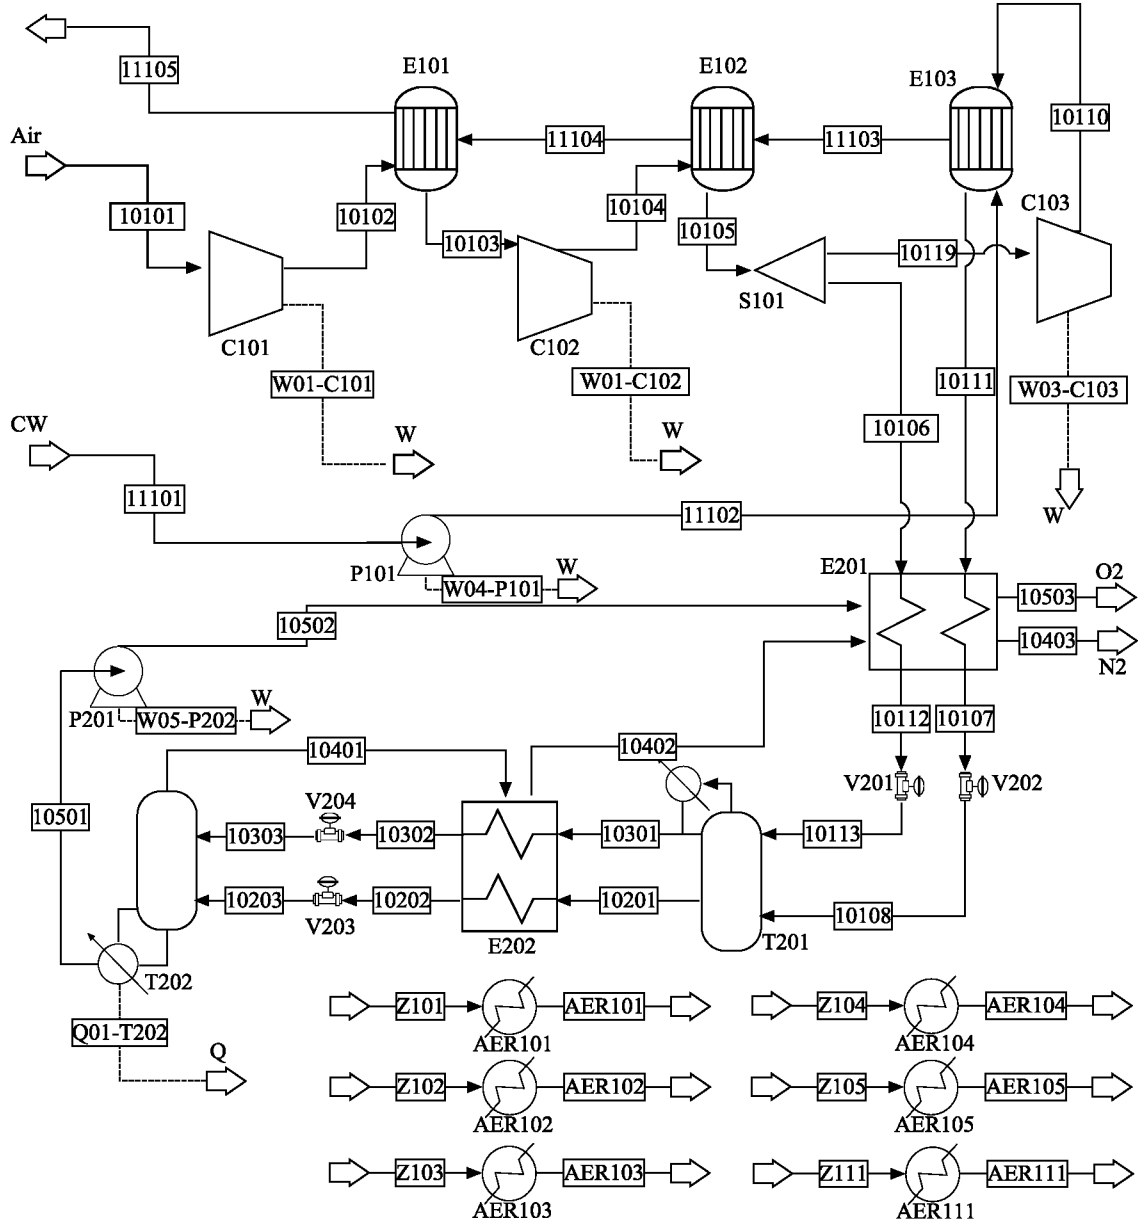 11105
E101
E102
E103
Air
11104
11103
10110
10101
10102
10103
10104
10105
10119
C103
S101
C101
C102
W01-C101
W01-C102
10111
W03-C103
CW
W
W
10106
11101
11102
W
P101
W04-P101
W
E201
10503
O2
10502
10403
N2
P201
W05-P202
W
10112
10107
10401
10402
V201
V202
10501
V204
10303
10302
10301
10113
10203
10202
10201
10108
V203
E202
T201
T202
Q01-T202
Q
Z101
AER101
AER101
Z104
AER104
AER104
Z102
AER102
AER102
Z105
AER105
AER105
Z103
AER103
AER103
Z111
AER111
AER111